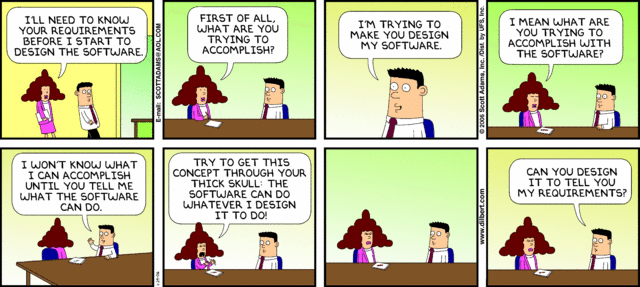 I'LL NEED TO KNOW
YOUR REQUIREMENTS
BEFORE I START TO
DESIGN THE SOFTWARE.
E-mail: SCOTTADAMS@AOL.COM
FIRST OF ALL,
WHAT ARE YOU
TRYING TO
ACCOMPLISH?
I'M TRYING TO
MAKE YOU DESIGN
MY SOFTWARE.
© 2006 Scott Adams, Inc./Dist. by UFS, Inc.
I MEAN WHAT ARE
YOU TRYING TO
ACCOMPLISH WITH
THE SOFTWARE?
I WON'T KNOW WHAT
I CAN ACCOMPLISH
UNTIL YOU TELL ME
WHAT THE SOFTWARE
CAN DO.
TRY TO GET THIS
CONCEPT THROUGH YOUR
THICK SKULL: THE
SOFTWARE CAN DO
WHATEVER I DESIGN
IT TO DO!
www.dilbert.com
CAN YOU DESIGN
IT TO TELL YOU
MY REQUIREMENTS?